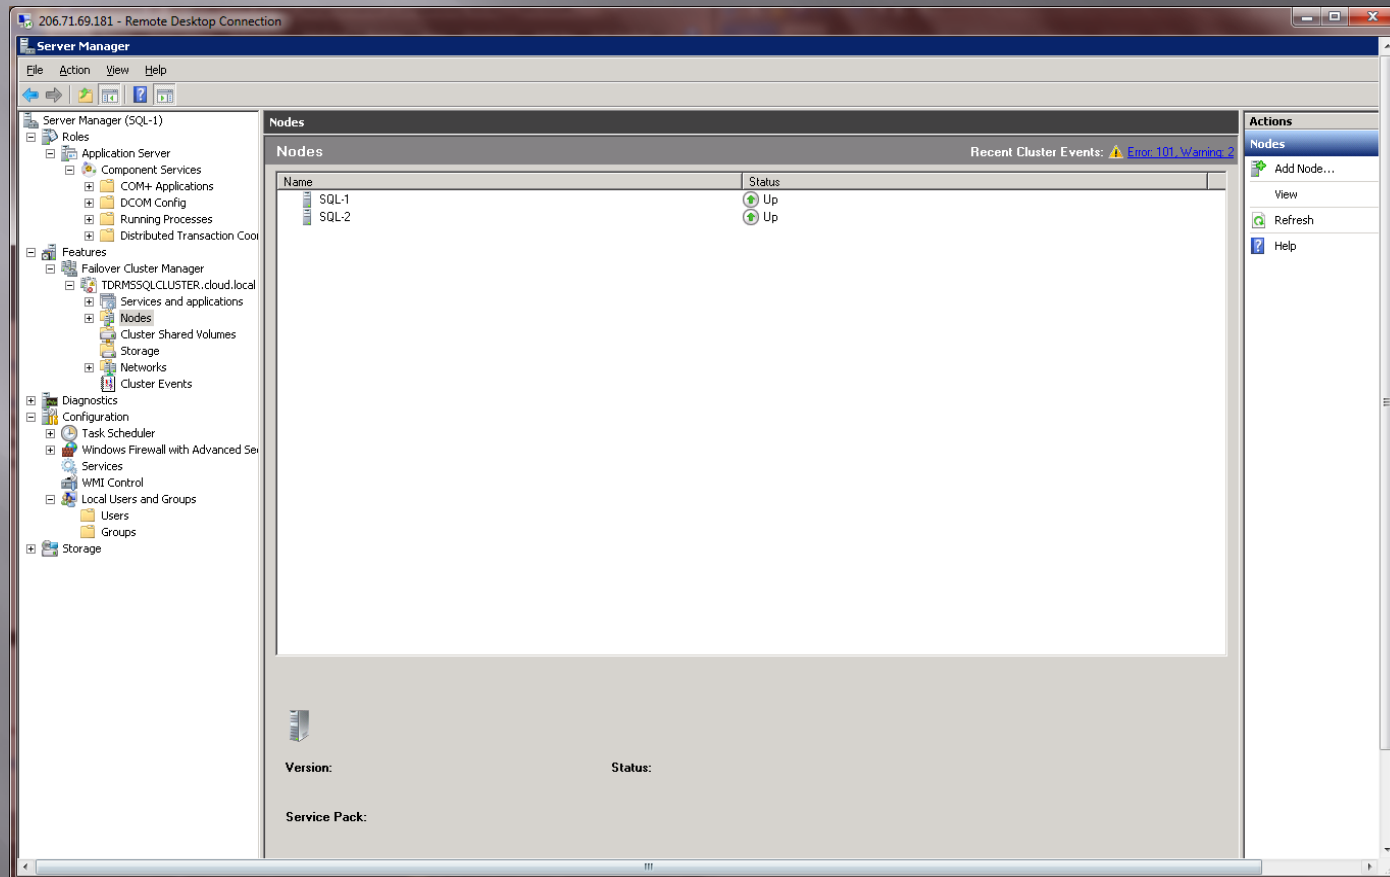 206.71.69.181 - Remote Desktop Connection
Server Manager
File Action View Help
Server Manager (SQL-1)
Roles
Application Server
Component Services
COM+ Applications
DCOM Config
Running Processes
Distributed Transaction Coor
Features
Failover Cluster Manager
TDRMSSQLCLUSTER.cloud.local
Services and applications
Nodes
Cluster Shared Volumes
Storage
Networks
Cluster Events
Diagnostics
Configuration
Task Scheduler
Windows Firewall with Advanced Se
Services
WMI Control
Local Users and Groups
Users
Groups
Storage
Nodes
Nodes Recent Cluster Events: Error: 101, Warning: 2
Name Status
SQL-1 Up
SQL-2 Up
Version: Status:
Service Pack:
Actions
Nodes
Add Node...
View
Refresh
Help